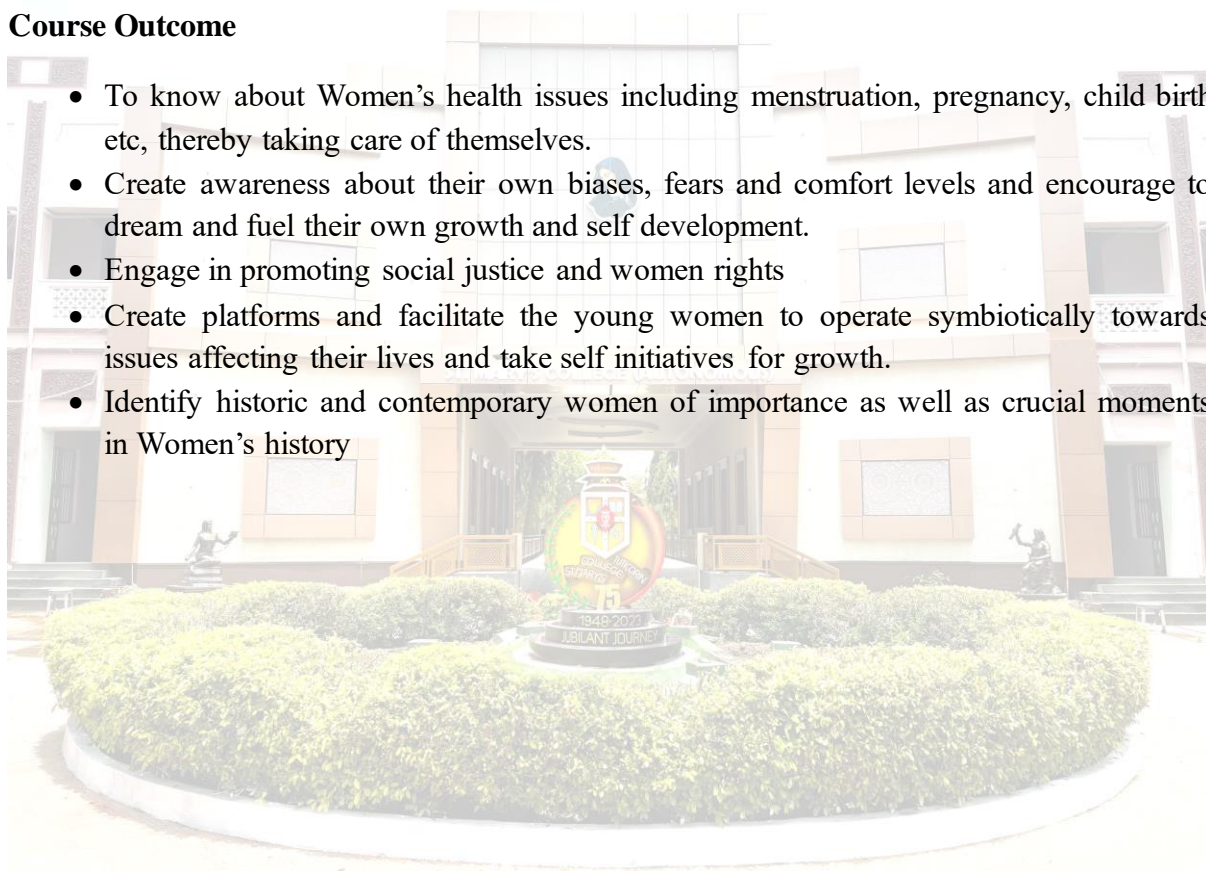 Course Outcome
• To know about Women’s health issues including menstruation, pregnancy, child birth
etc, thereby taking care of themselves.
• Create awareness about their own biases, fears and comfort levels and encourage to
dream and fuel their own growth and self development.
• Engage in promoting social justice and women rights
• Create platforms and facilitate the young women to operate symbiotically towards
issues affecting their lives and take self initiatives for growth.
• Identify historic and contemporary women of importance as well as crucial moments
in Women’s history
75
JUBILANT JOURNEY